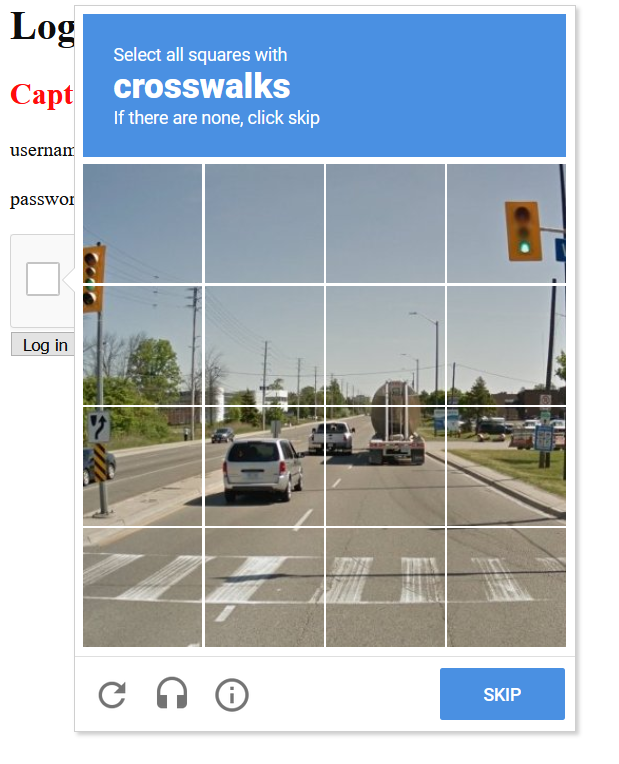 Log
Capt
usernam
passwor
Log in
Select all squares with
crosswalks
If there are none, click skip
SKIP